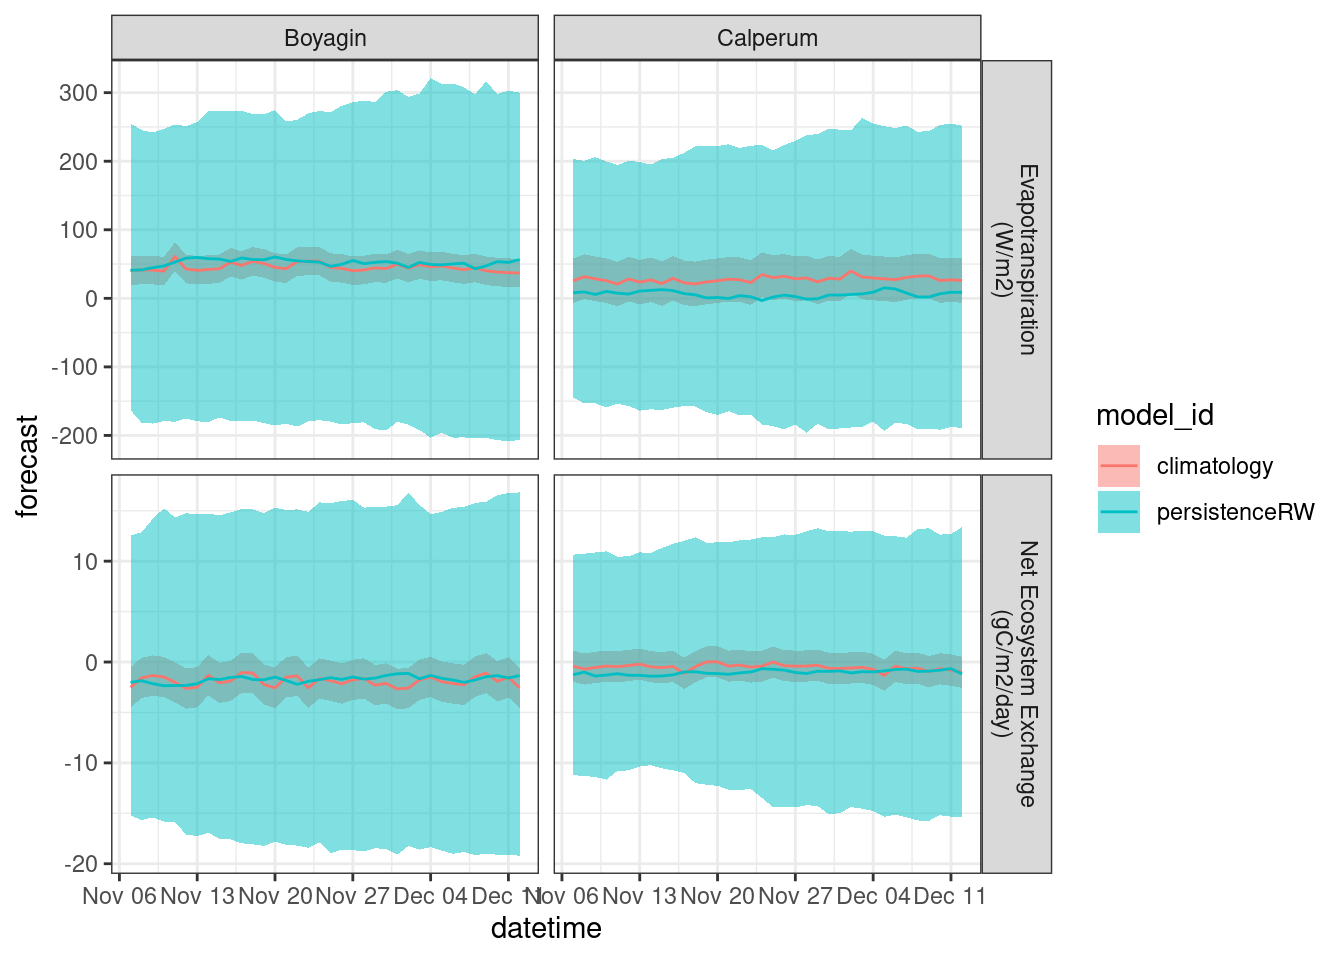 Boyagin
Calperum
300
200
100
0
-100
-200
Evapotranspiration
(W/m2)
10
0
-10
-20
Net Ecosystem Exchange
(gC/m2/day)
forecast
Nov 06 Nov 13 Nov 20 Nov 27 Dec 04 Dec 11
Nov 06 Nov 13 Nov 20 Nov 27 Dec 04 Dec 11
datetime
model_id
climatology
persistenceRW